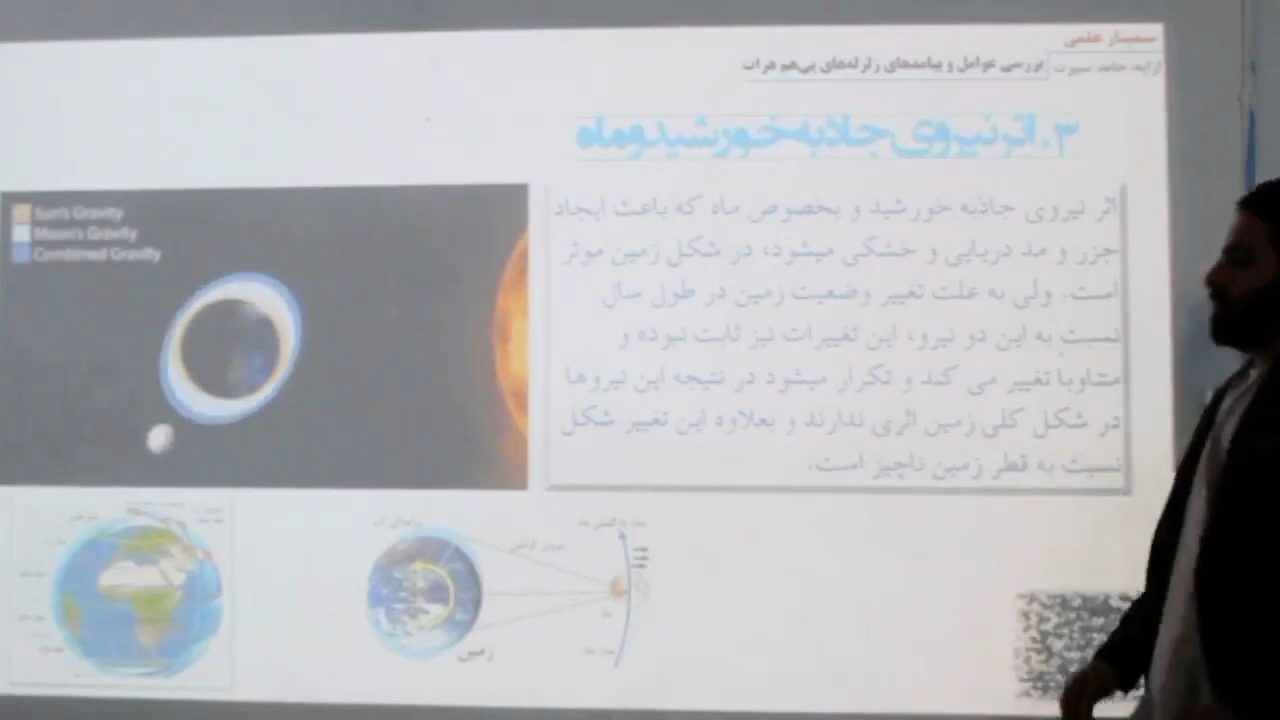 سمینار علمی
ارایه: حامد
بررسی عوامل و پیامدهای زلزله‌های پی‌هم هرات
۳. اثر نیروی جاذبه خورشید و ماه
اثر نیروی جاذبه خورشید و بخصوص ماه که باعث ایجاد
جزر و مد دریایی و خشکی میشود، در شکل زمین موثر
است. ولی به علت تغییر وضعیت زمین در طول سال
نسبت به این دو نیرو، این تغییرات نیز ثابت نبوده و
متناوبا تغییر می کند و تکرار میشود در نتیجه این نیروها
در شکل کلی زمین اثری ندارند و بعلاوه این تغییر شکل
نسبت به قطر زمین ناچیز است.
Sun's Gravity
Moon's Gravity
Combined Gravity
زمین